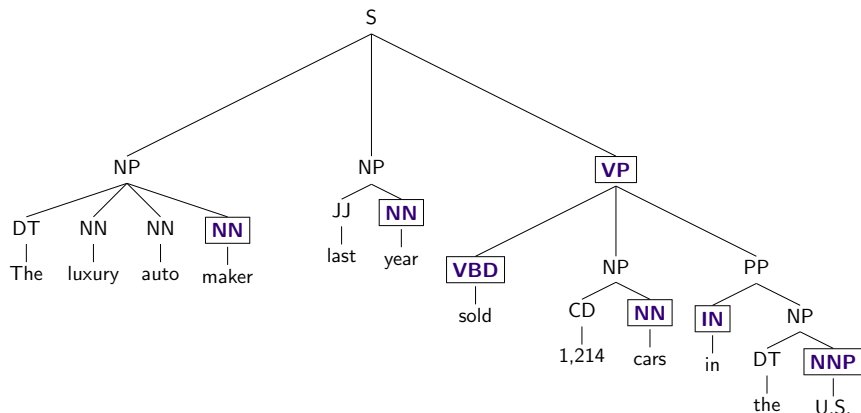 S
NP NP VP
DT NN NN NN JJ NN VBD NP PP
The luxury auto maker last year sold CD NN IN NP
1,214 cars in DT NNP
the U.S.